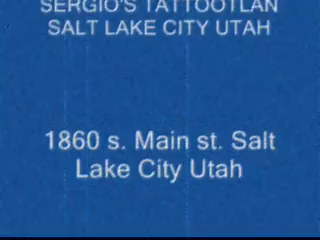 SERGIO'S TATTOOTLAN
SALT LAKE CITY UTAH
1860 s. Main st. Salt
Lake City Utah